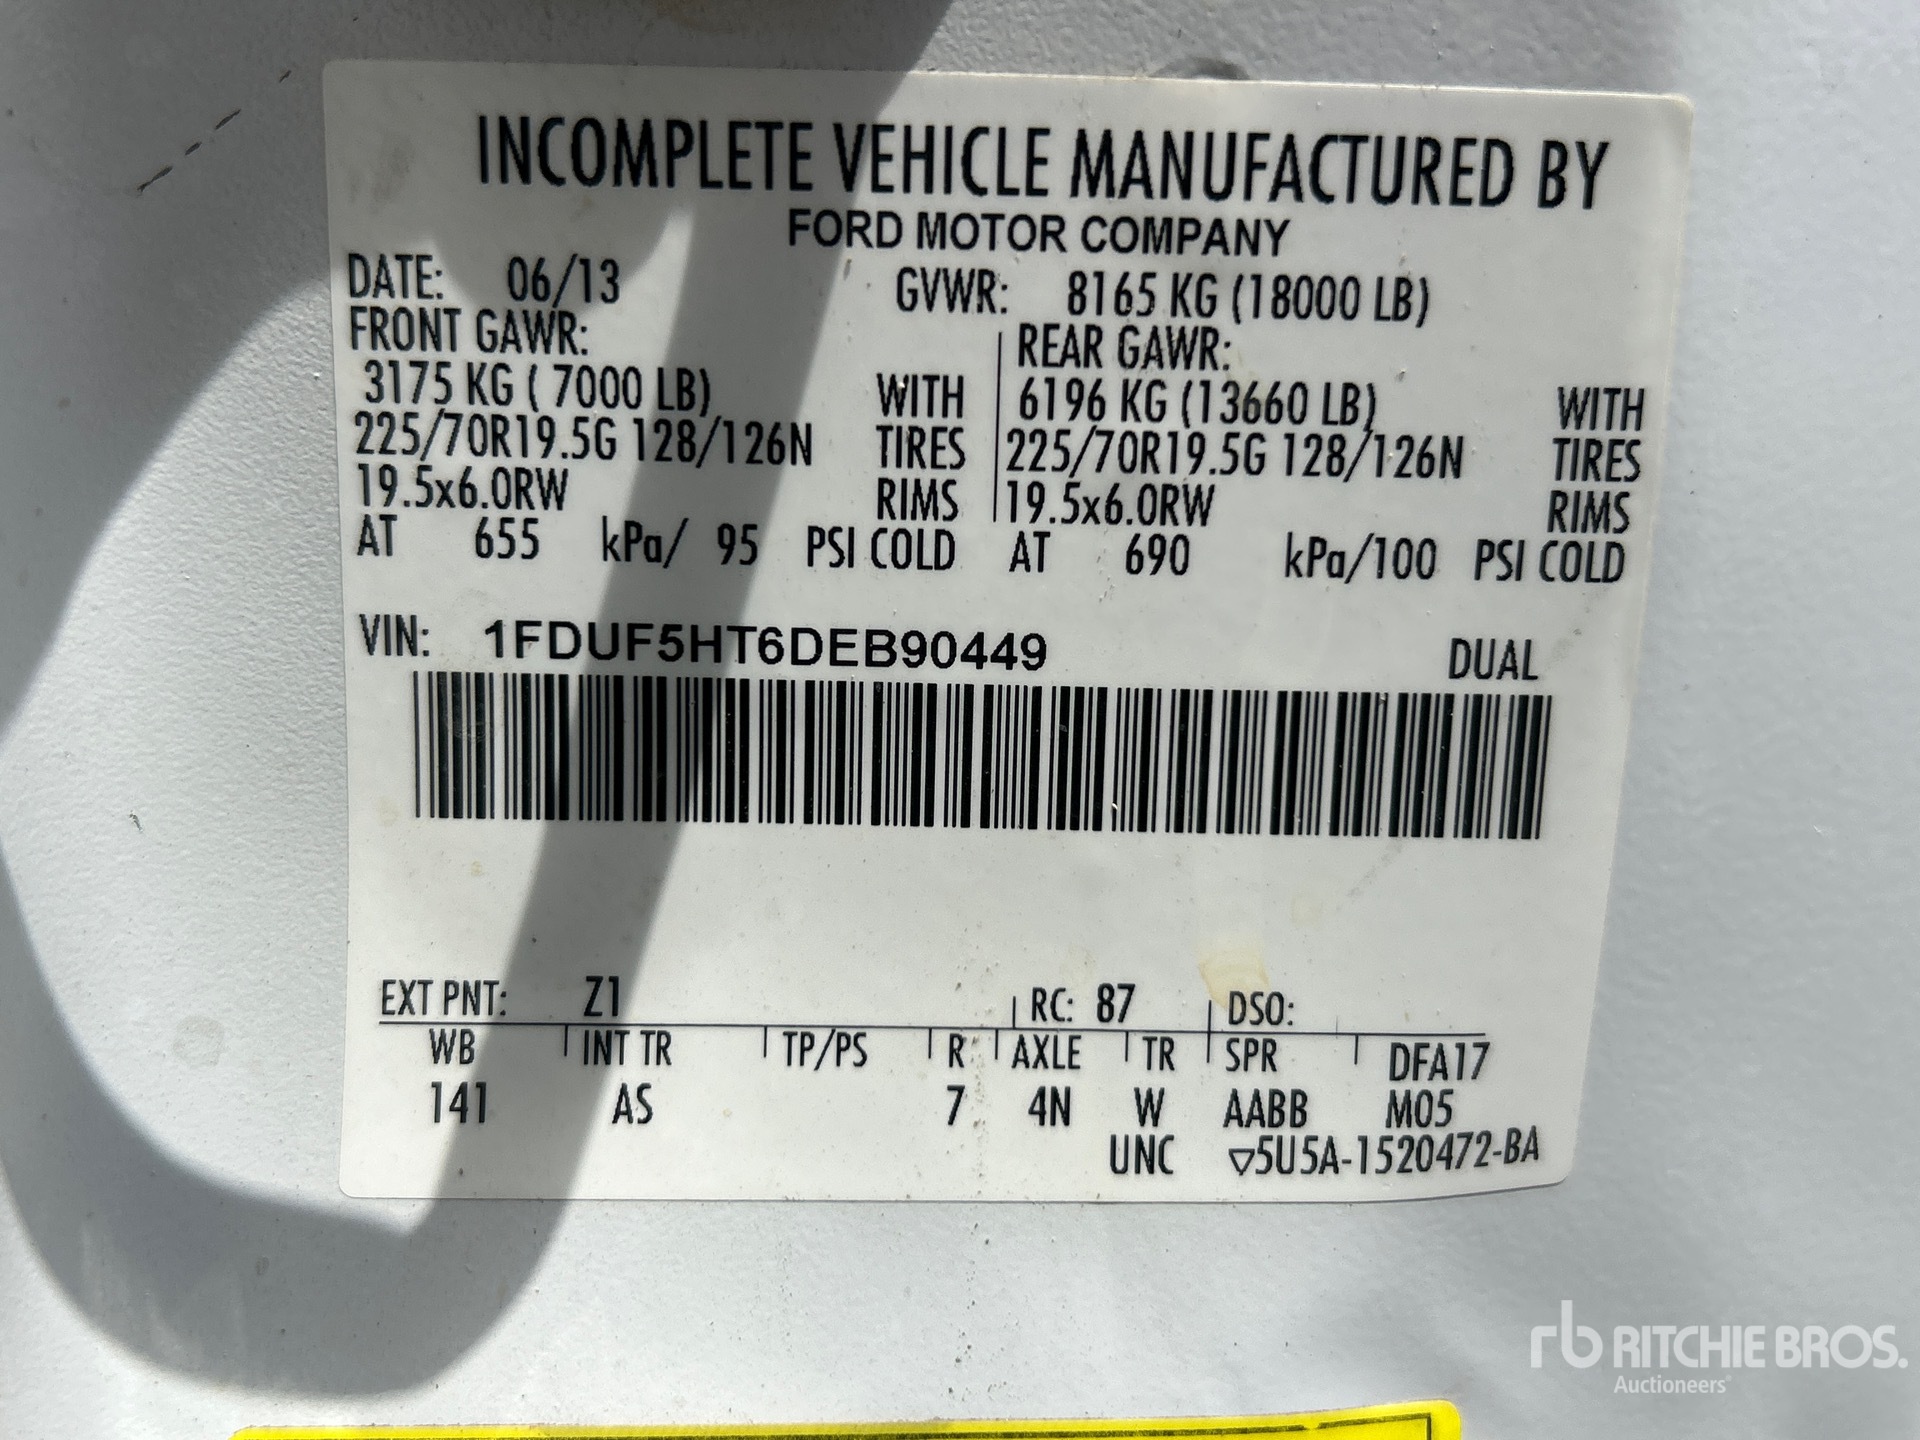 INCOMPLETE VEHICLE MANUFACTURED BY
FORD MOTOR COMPANY
DATE: 06/13 GVWR: 8165 KG (18000 LB)
FRONT GAWR: REAR GAWR:
3175 KG ( 7000 LB) WITH 6196 KG (13660 LB) WITH
225/70R19.5G 128/126N TIRES 225/70R19.5G 128/126N TIRES
19.5x6.0RW RIMS 19.5x6.0RW RIMS
AT 655 kPa/ 95 PSI COLD AT 690 kPa/100 PSI COLD
VIN: 1FDUF5HT6DEB90449 DUAL
EXT PNT: Z1 RC: 87 DSO:
WB INT TR TP/PS R AXLE TR SPR DFA17
141 AS 7 4N W AABB M05
UNC ▽5U5A-1520472-BA
rb RITCHIE BROS.
Auctioneers